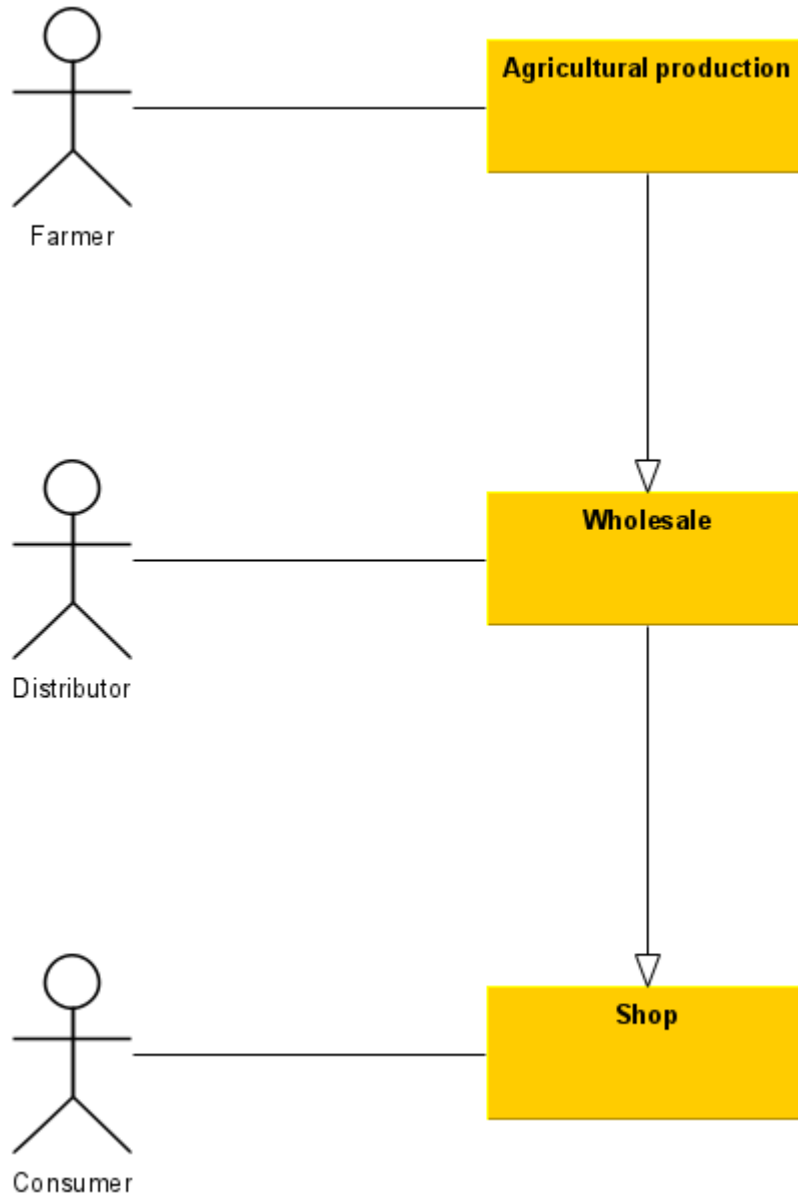 Agricultural production
Farmer
Wholesale
Distributor
Shop
Consumer